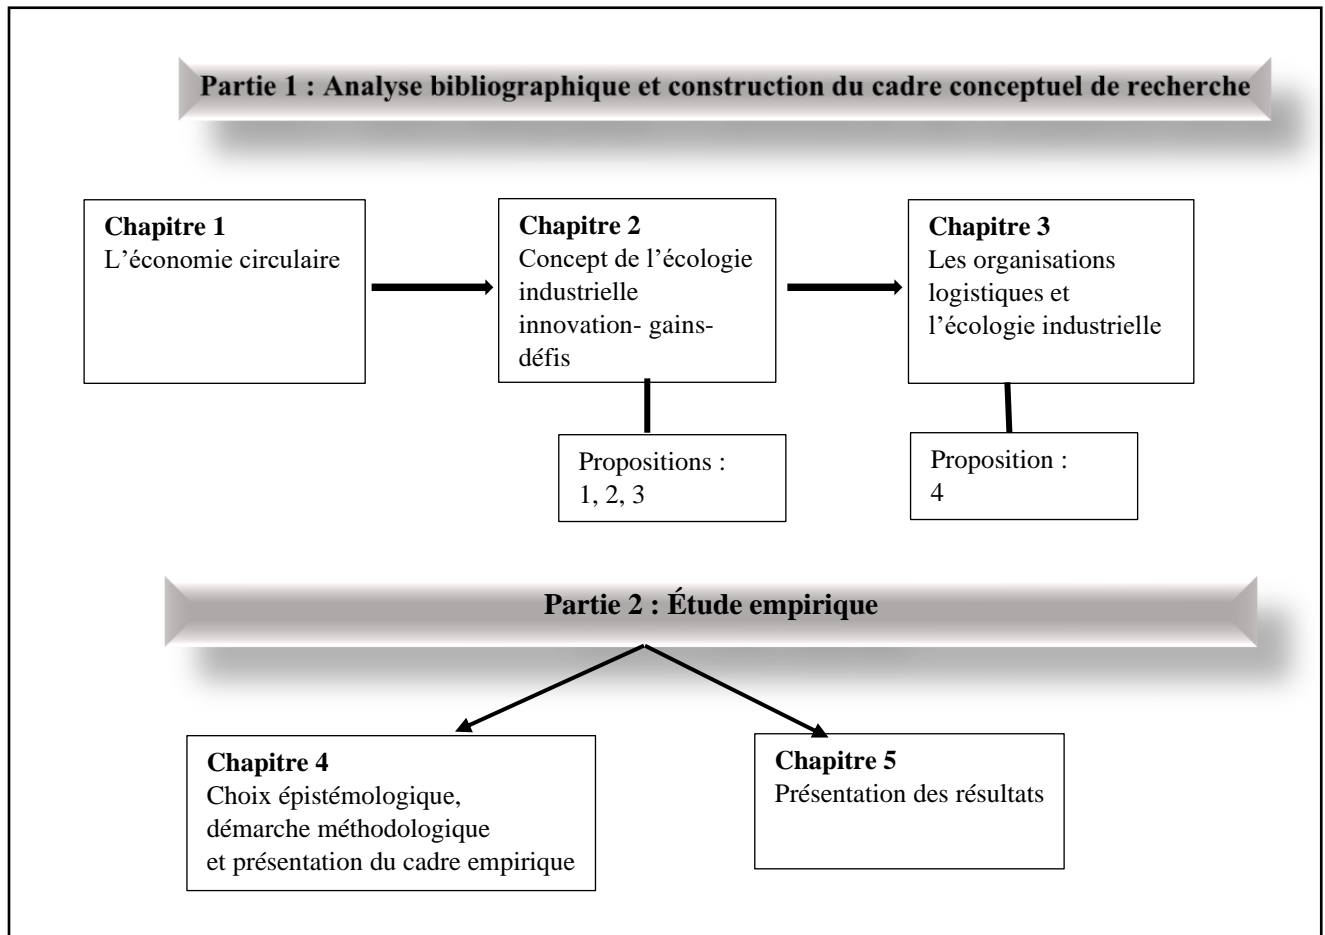 Partie 1 : Analyse bibliographique et construction du cadre conceptuel de recherche
Chapitre 1
L’économie circulaire
Chapitre 2
Concept de l’écologie
industrielle
innovation- gains-
défis
Chapitre 3
Les organisations
logistiques et
l’écologie industrielle
Propositions :
1, 2, 3
Proposition :
4
Partie 2 : Étude empirique
Chapitre 4
Choix épistémologique,
démarche méthodologique
et présentation du cadre empirique
Chapitre 5
Présentation des résultats